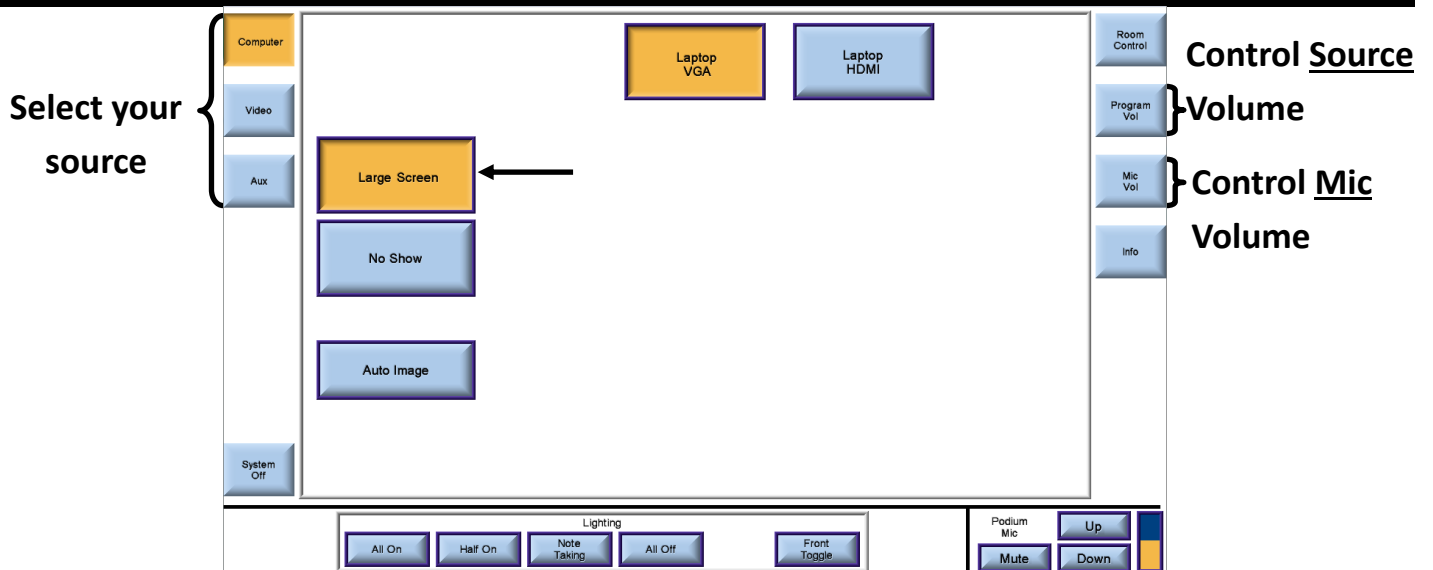 Select your
source
Computer
Video
Aux
System
Off
Laptop
VGA
Laptop
HDMI
Large Screen
No Show
Auto Image
Room
Control
Program
Vol
Mic
Vol
Info
Control Source
Volume
Control Mic
Volume
Lighting
All On
Half On
Note
Taking
All Off
Front
Toggle
Podium
Mic
Up
Mute
Down